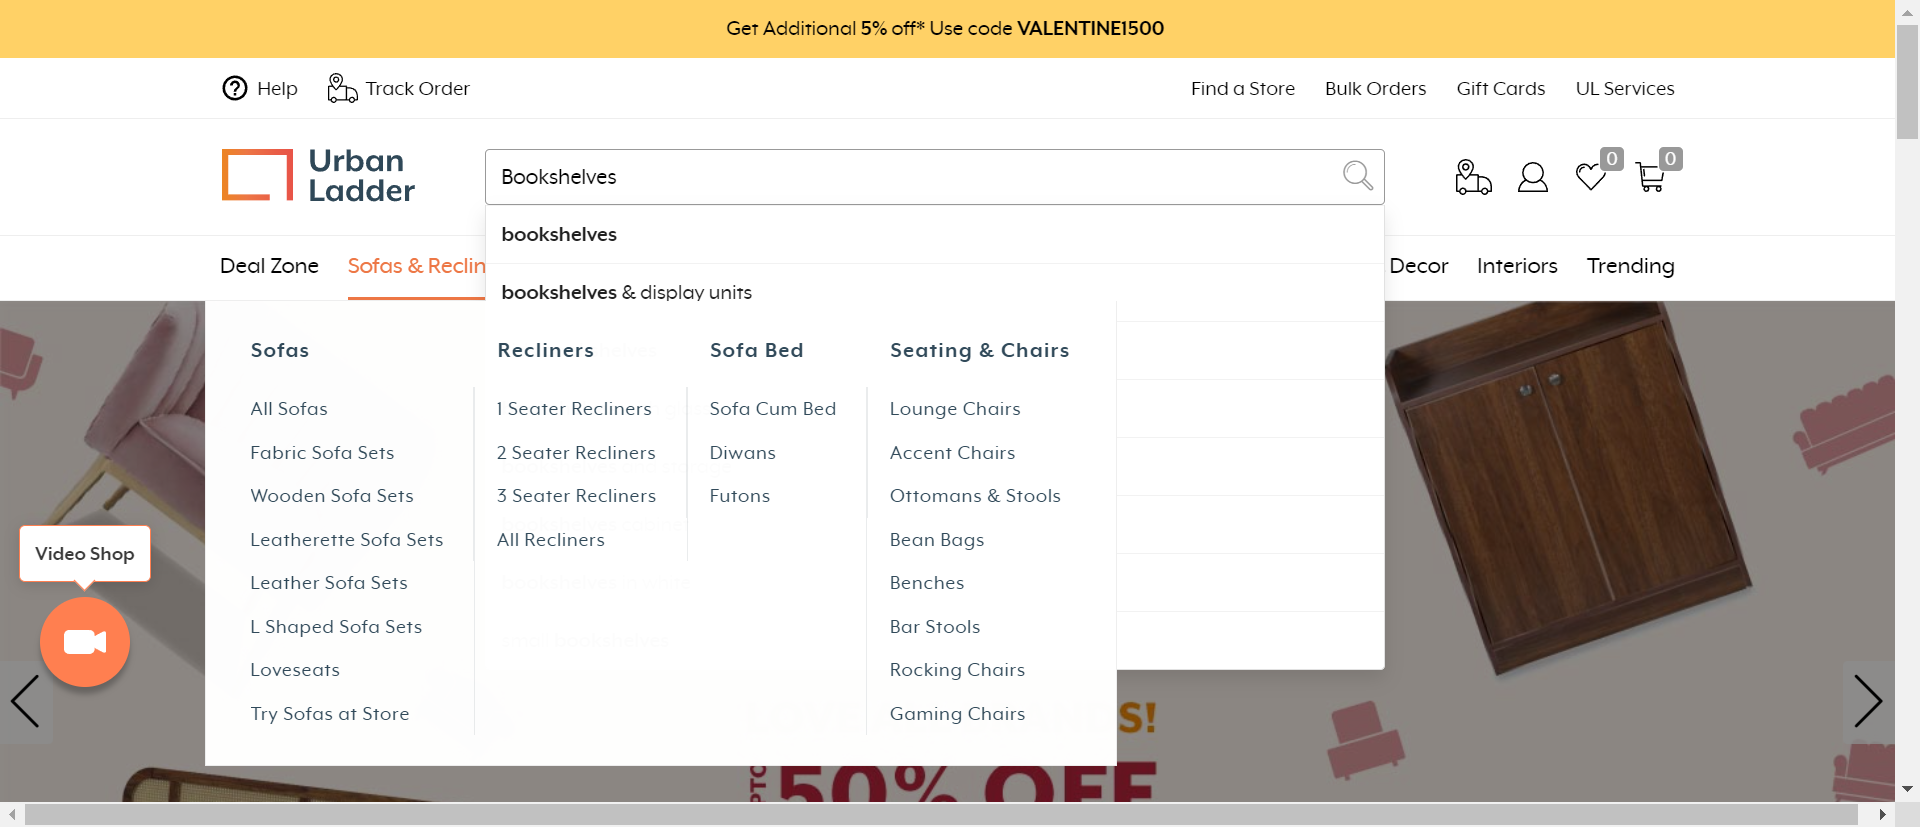 Get Additional 5% off* Use code VALENTINE1500
Help
Track Order
Find a Store
Bulk Orders
Gift Cards
UL Services
Urban
Ladder
Bookshelves
0
0
bookshelves
Deal Zone
Sofas & Reclin
Decor
Interiors
Trending
bookshelves & display units
Sofas
All Sofas
Fabric Sofa Sets
Wooden Sofa Sets
Leatherette Sofa Sets
Leather Sofa Sets
L Shaped Sofa Sets
Loveseats
Try Sofas at Store
Recliners
1 Seater Recliners
2 Seater Recliners
3 Seater Recliners
All Recliners
Sofa Bed
Sofa Cum Bed
Diwans
Futons
Seating & Chairs
Lounge Chairs
Accent Chairs
Ottomans & Stools
Bean Bags
Benches
Bar Stools
Rocking Chairs
Gaming Chairs
Video Shop
50% OFF